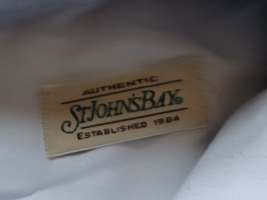 AUTHENTIC
ST JOHN'S BAY®
ESTABLISHED 1984